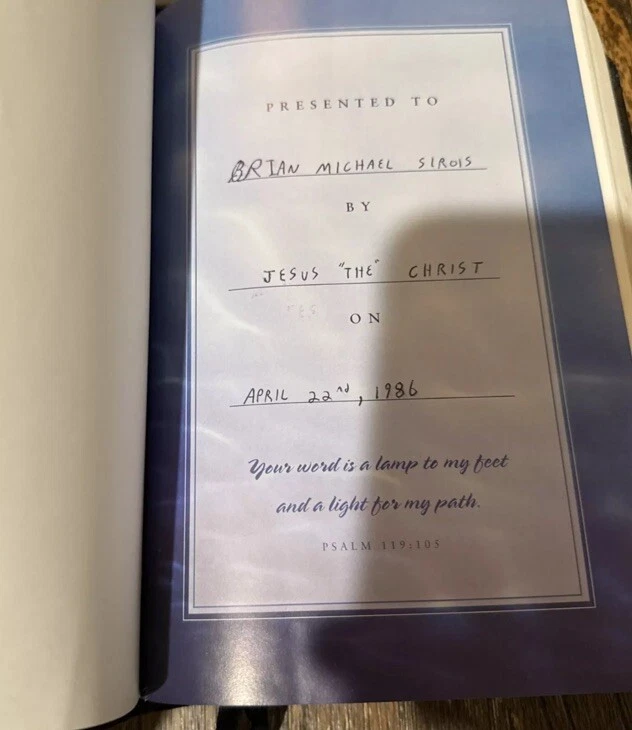 PRESENTED TO
BRIAN MICHAEL SIROIS
BY
JESUS "THE" CHRIST
ON
APRIL 22nd, 1986
Your word is a lamp to my feet
and a light for my path.
PSALM 119:105